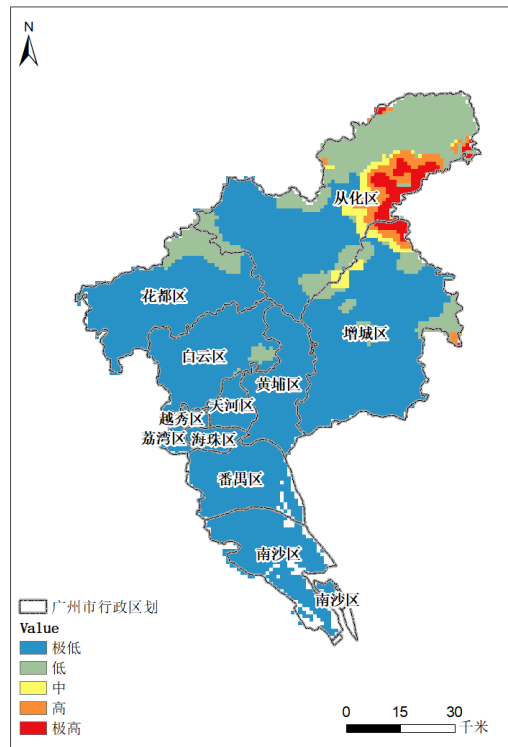 N
从化区
花都区
增城区
白云区
黄埔区
天河区
越秀区
荔湾区
海珠区
番禺区
南沙区
南沙区
广州市行政区划
Value
极低
低
中
高
极高
0 15 30
千米